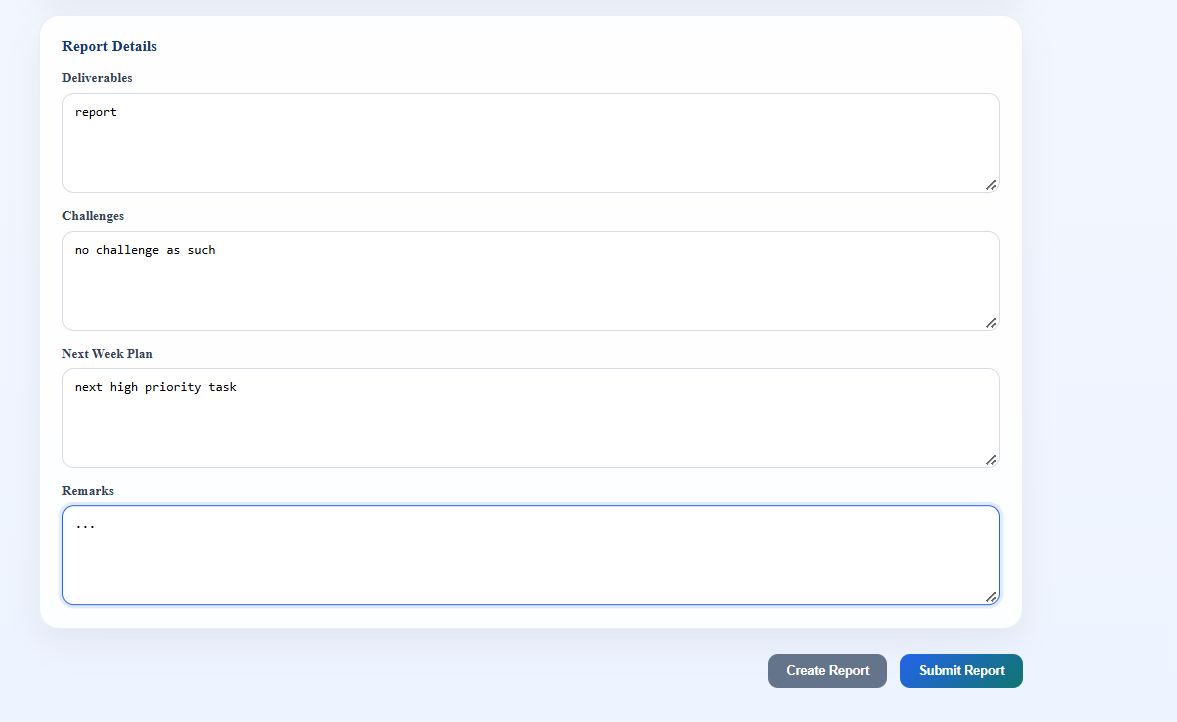 Report Details
Deliverables
report
Challenges
no challenge as such
Next Week Plan
next high priority task
Remarks
...
Create Report
Submit Report